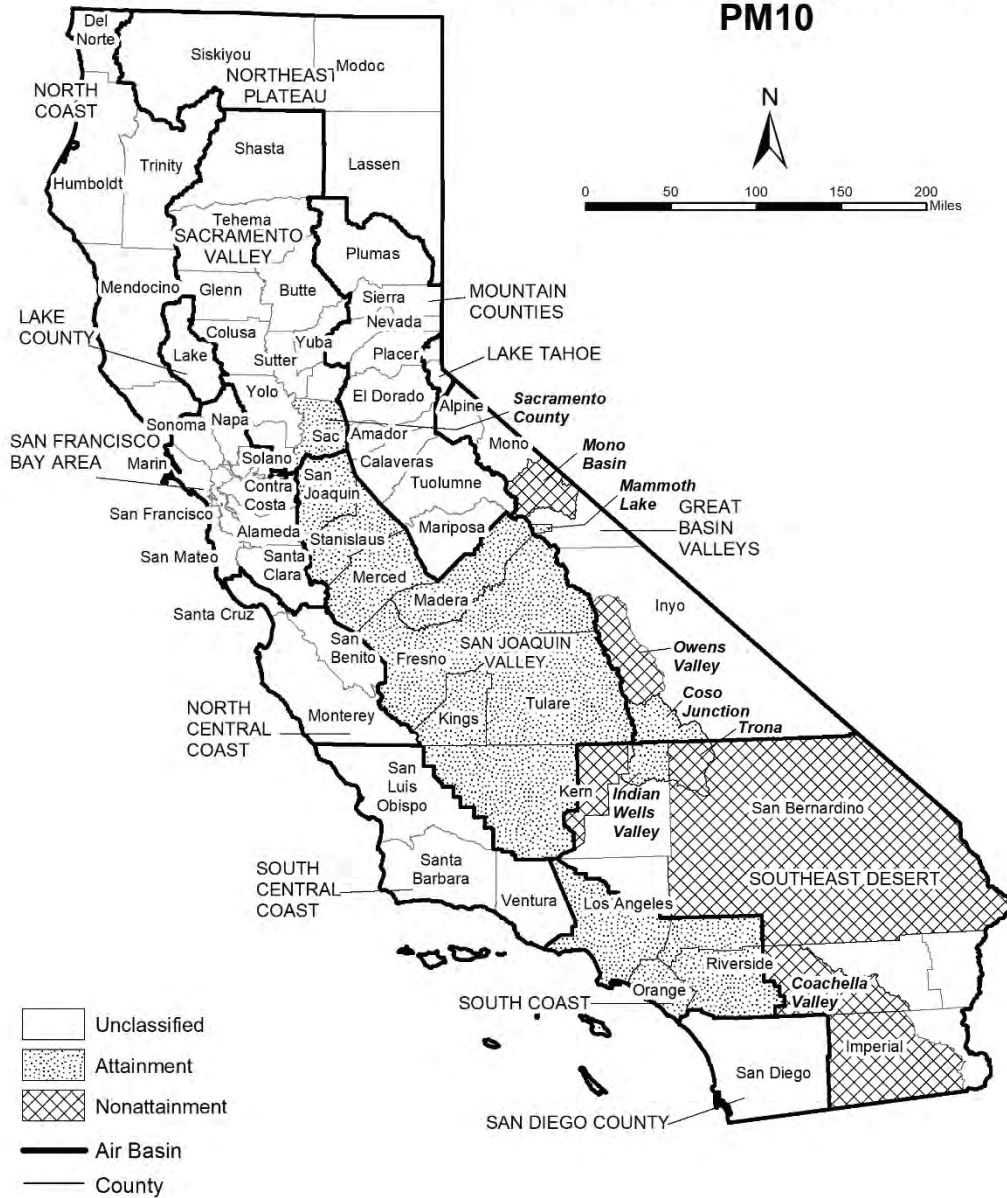 PM10
N
0 50 100 150 200
Miles
Del
Norte
Siskiyou
Modoc
NORTHEAST
PLATEAU
NORTH
COAST
Shasta
Trinity
Lassen
Humboldt
Tehema
SACRAMENTO
VALLEY
Plumas
Mendocino
Glenn
Butte
Sierra
MOUNTAIN
COUNTIES
Nevada
LAKE
COUNTY
Colusa
Yuba
Lake
Sutter
Placer
LAKE TAHOE
Yolo
El Dorado
Alpine
Sacramento
County
Sonoma
Napa
Sac
Amador
Mono
Mono
Basin
SAN FRANCISCO
BAY AREA
Marin
Solano
Calaveras
San
Joaquin
Tuolumne
Mammoth
Lake
Contra
Costa
GREAT
BASIN
VALLEYS
San Francisco
Alameda
Stanislaus
Mariposa
San Mateo
Santa
Clara
Merced
Madera
Inyo
Santa Cruz
San
Benito
Fresno
SAN JOAQUIN
VALLEY
Owens
Valley
Coso
Junction
Tulare
Kings
Monterey
NORTH
CENTRAL
COAST
Trona
San
Luis
Obispo
Kern
Indian
Wells
Valley
San Bernardino
SOUTH
CENTRAL
COAST
Santa
Barbara
Ventura
Los Angeles
SOUTHEAST DESERT
Riverside
Coachella
Valley
Orange
SOUTH COAST
Imperial
San Diego
SAN DIEGO COUNTY
Unclassified
Attainment
Nonattainment
Air Basin
County